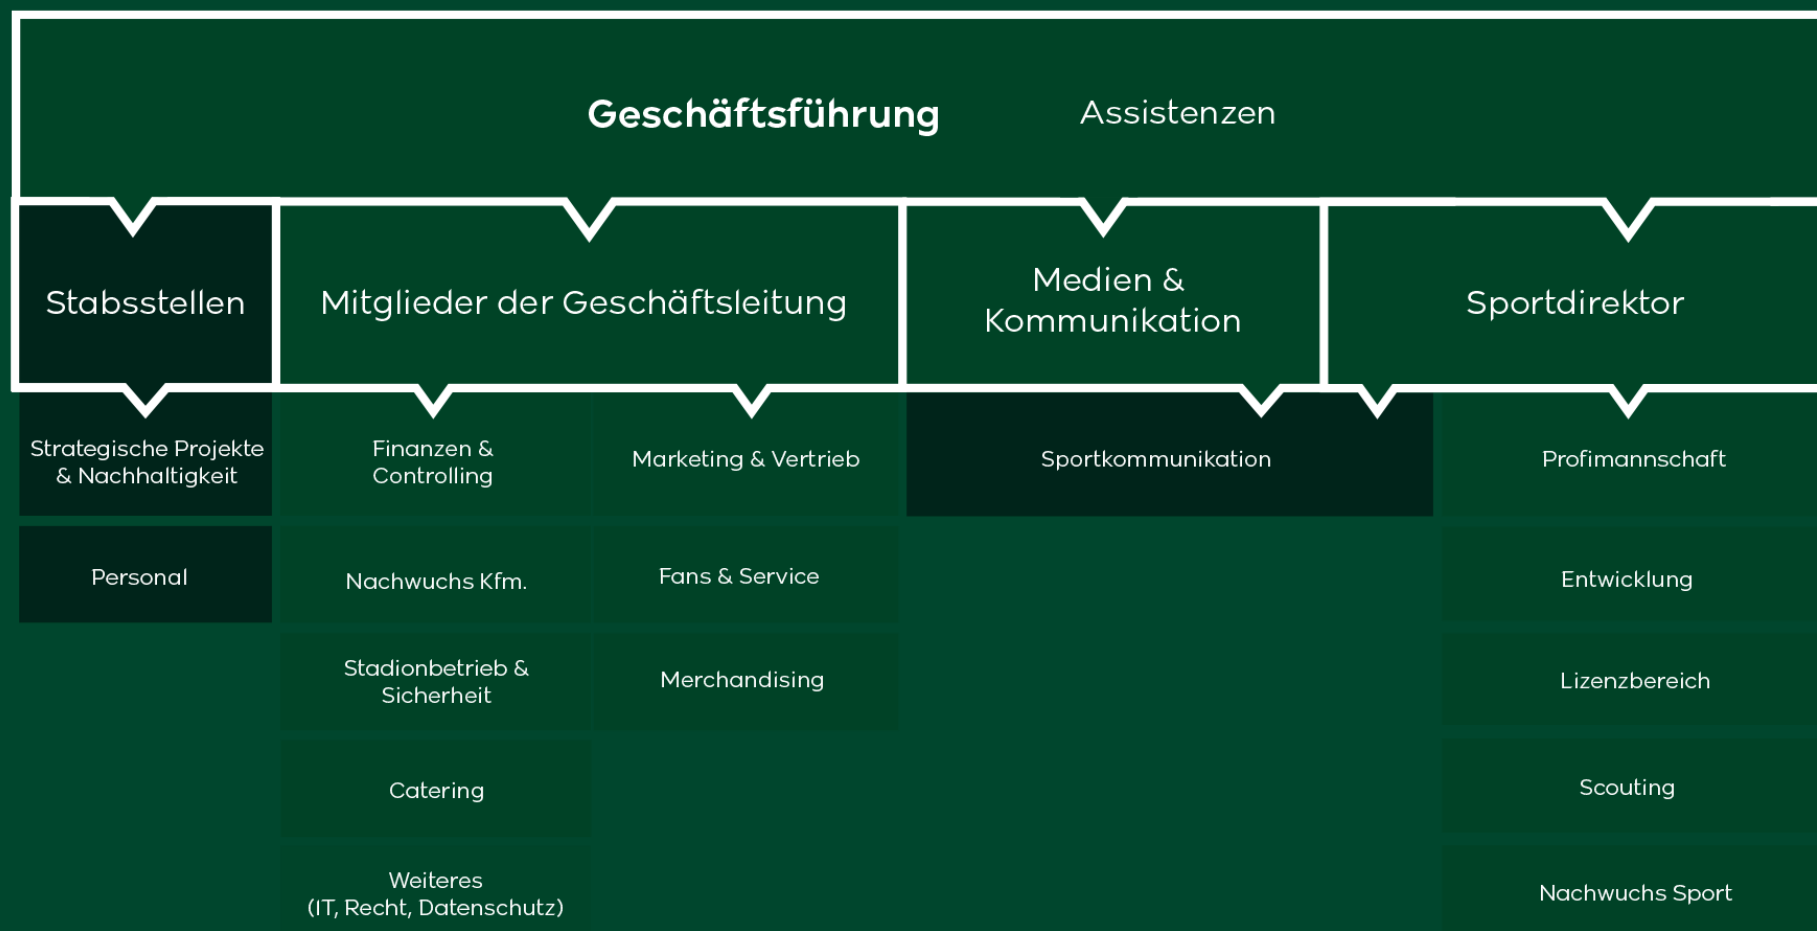 Geschäftsführung
Assistenzen
Stabsstellen
Mitglieder der Geschäftsleitung
Medien &
Kommunikation
Sportdirektor
Strategische Projekte
& Nachhaltigkeit
Finanzen &
Controlling
Marketing & Vertrieb
Sportkommunikation
Profimannschaft
Personal
Nachwuchs Kfm.
Fans & Service
Entwicklung
Stadionbetrieb &
Sicherheit
Merchandising
Lizenzbereich
Catering
Scouting
Weiteres
(IT, Recht, Datenschutz)
Nachwuchs Sport